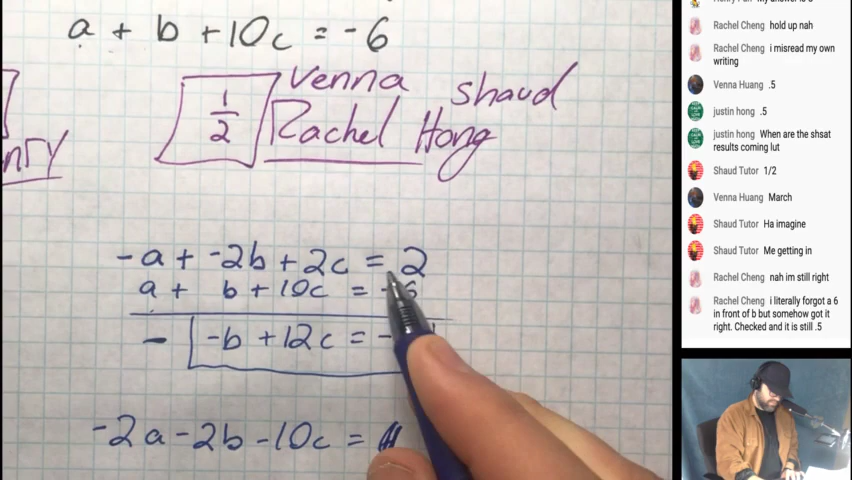 a + b + 10c = -6
1/2
Venna shaud
Rachel Hong
-a + -2b + 2c = 2
a + b + 10c = -6
- -b + 12c = -
-2a - 2b - 10c =
Rachel Cheng hold up nah
Rachel Cheng i misread my own
writing
Venna Huang .5
justin hong .5
justin hong When are the shsat
results coming lut
Shaud Tutor 1/2
Venna Huang March
Shaud Tutor Ha imagine
Shaud Tutor Me getting in
Rachel Cheng nah im still right
Rachel Cheng i literally forgot a 6
in front of b but somehow got it
right. Checked and it is still .5